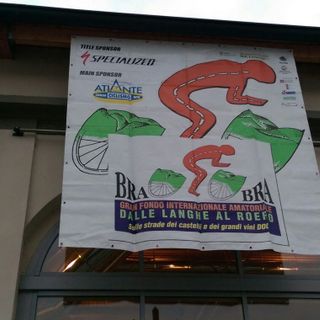 TITLE SPONSOR
SPECIALIZED
MAIN SPONSOR
ATLANTE
BRA BRA
GRAN FONDO INTERNAZIONALE AMATORIALE
DALLE LANGHE AL ROERO
Sulle strade dei castelli e dei grandi vini DOC